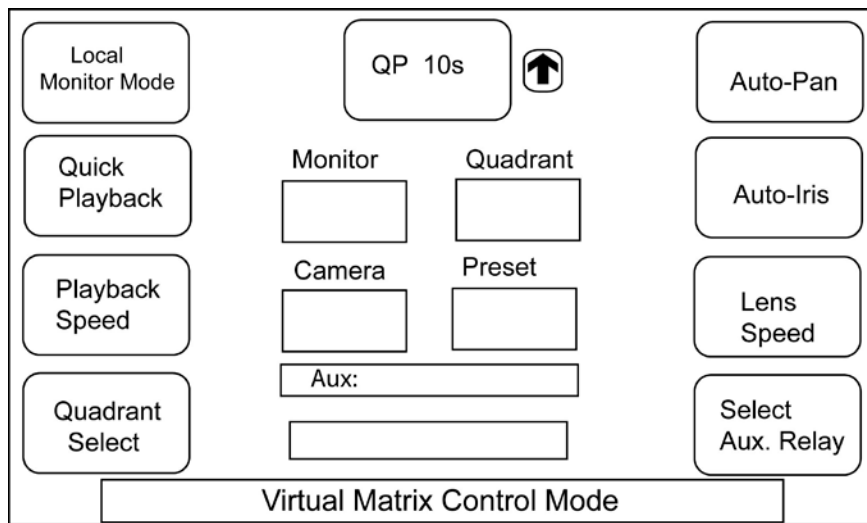 Local
Monitor Mode
QP 10s
Auto-Pan
Quick
Playback
Monitor
Quadrant
Auto-Iris
Playback
Speed
Camera
Preset
Lens
Speed
Aux:
Quadrant
Select
Select
Aux. Relay
Virtual Matrix Control Mode